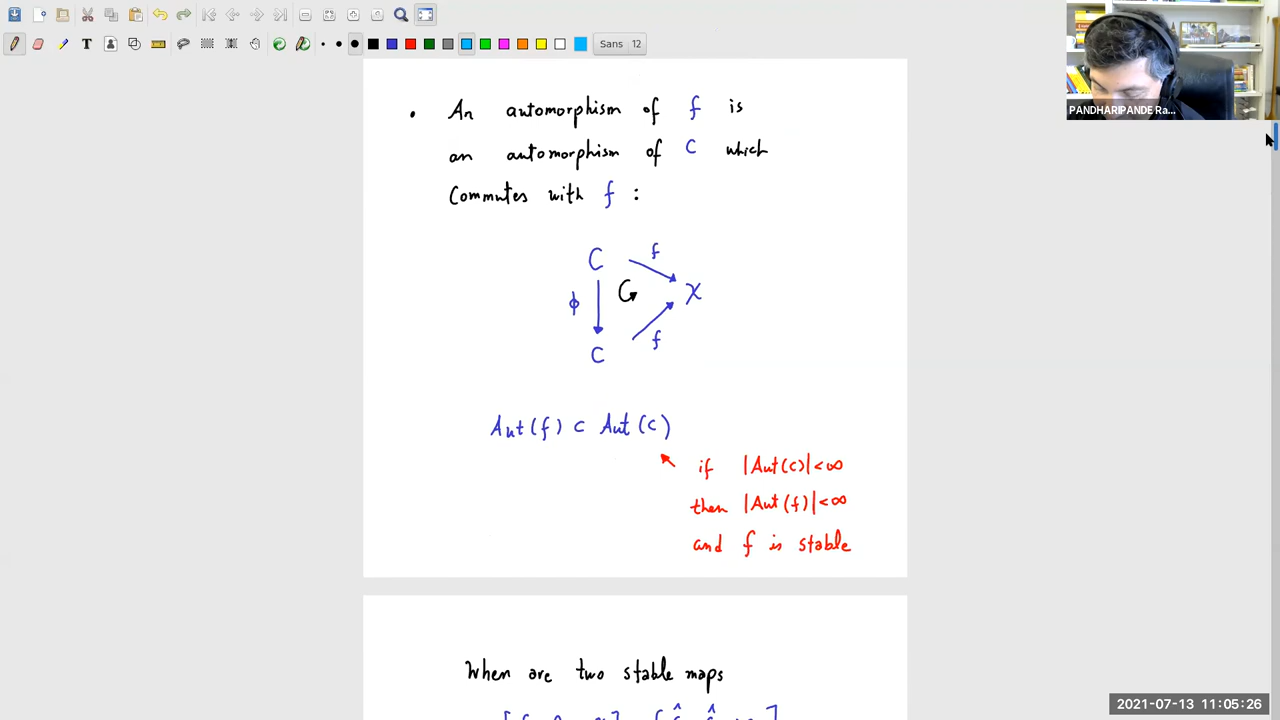 Sans 12
PANDHARIPANDE Ra...
• An automorphism of f is
an automorphism of C which
Commutes with f :
C f
ϕ X
C f
Aut(f) ⊂ Aut(C)
if |Aut(C)| < ∞
then |Aut(f)| < ∞
and f is stable
When are two stable maps
2021-07-13 11:05:26